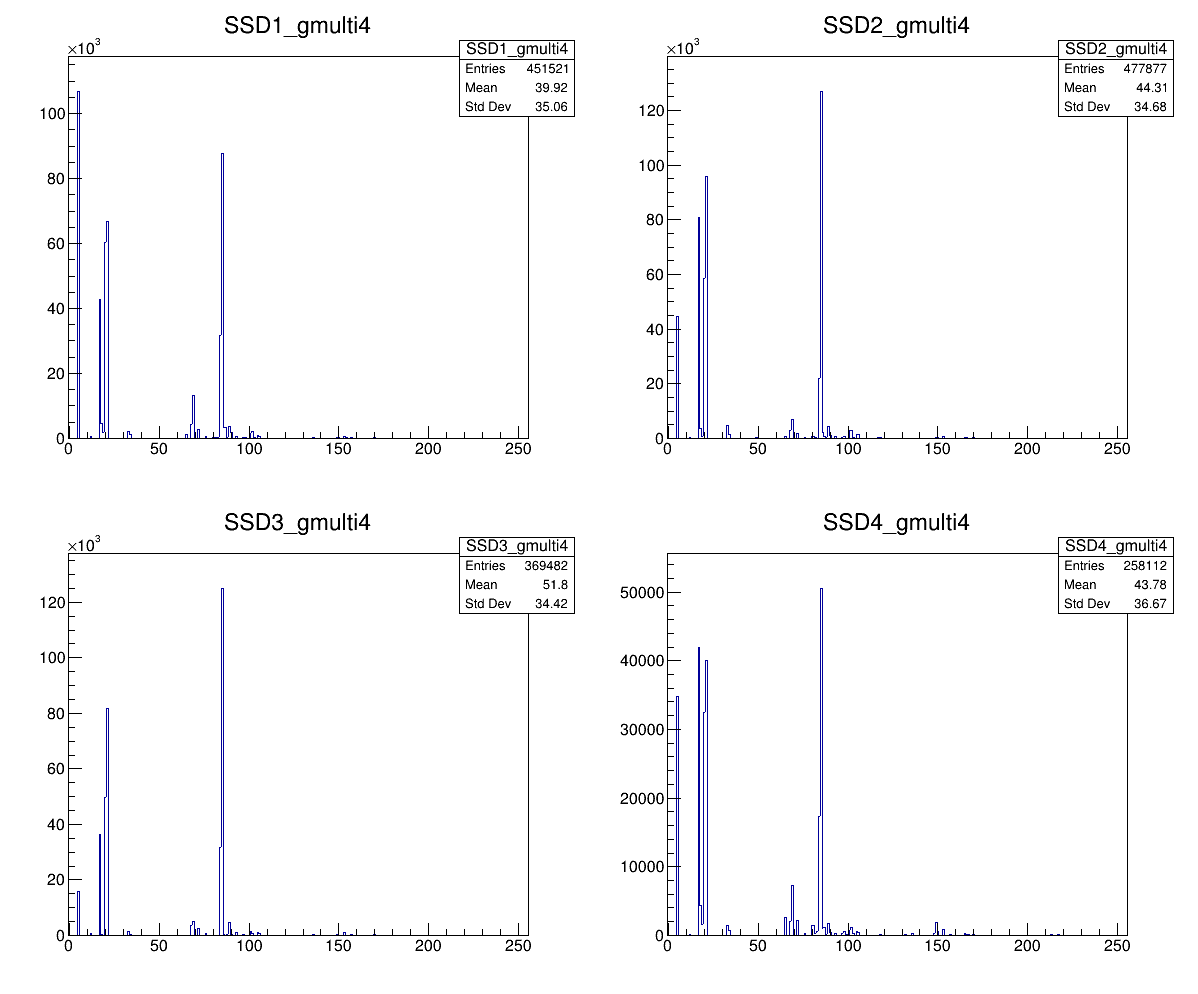 SSD1_gmulti4
×10³
SSD1_gmulti4
Entries 451521
Mean 39.92
Std Dev 35.06
100
80
60
40
20
0
0 50 100 150 200 250
SSD2_gmulti4
×10³
SSD2_gmulti4
Entries 477877
Mean 44.31
Std Dev 34.68
120
100
80
60
40
20
0
0 50 100 150 200 250
SSD3_gmulti4
×10³
SSD3_gmulti4
Entries 369482
Mean 51.8
Std Dev 34.42
120
100
80
60
40
20
0
0 50 100 150 200 250
SSD4_gmulti4
SSD4_gmulti4
Entries 258112
Mean 43.78
Std Dev 36.67
50000
40000
30000
20000
10000
0
0 50 100 150 200 250